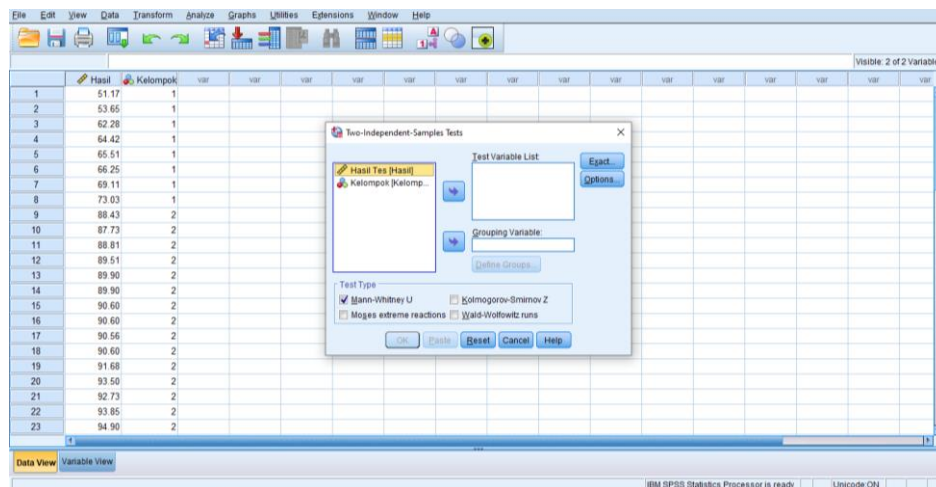 File Edit View Data Transform Analyze Graphs Utilities Extensions Window Help
Visible: 2 of 2 Variable
Hasil Kelompok var var var var var var var var var var var var var var var
1 51.17 1
2 53.65 1
3 62.28 1
4 64.42 1
5 65.51 1
6 66.25 1
7 69.11 1
8 73.03 1
9 88.43 2
10 87.73 2
11 88.81 2
12 89.51 2
13 89.90 2
14 89.90 2
15 90.60 2
16 90.60 2
17 90.56 2
18 90.60 2
19 91.68 2
20 93.50 2
21 92.73 2
22 93.85 2
23 94.90 2
Two-Independent-Samples Tests
Hasil Tes [Hasil]
Kelompok [Kelomp...
Test Variable List:
Grouping Variable:
Define Groups...
Exact...
Options...
Test Type
Mann-Whitney U Kolmogorov-Smirnov Z
Moses extreme reactions Wald-Wolfowitz runs
OK Paste Reset Cancel Help
Data View Variable View
IBM SPSS Statistics Processor is ready Unicode:ON